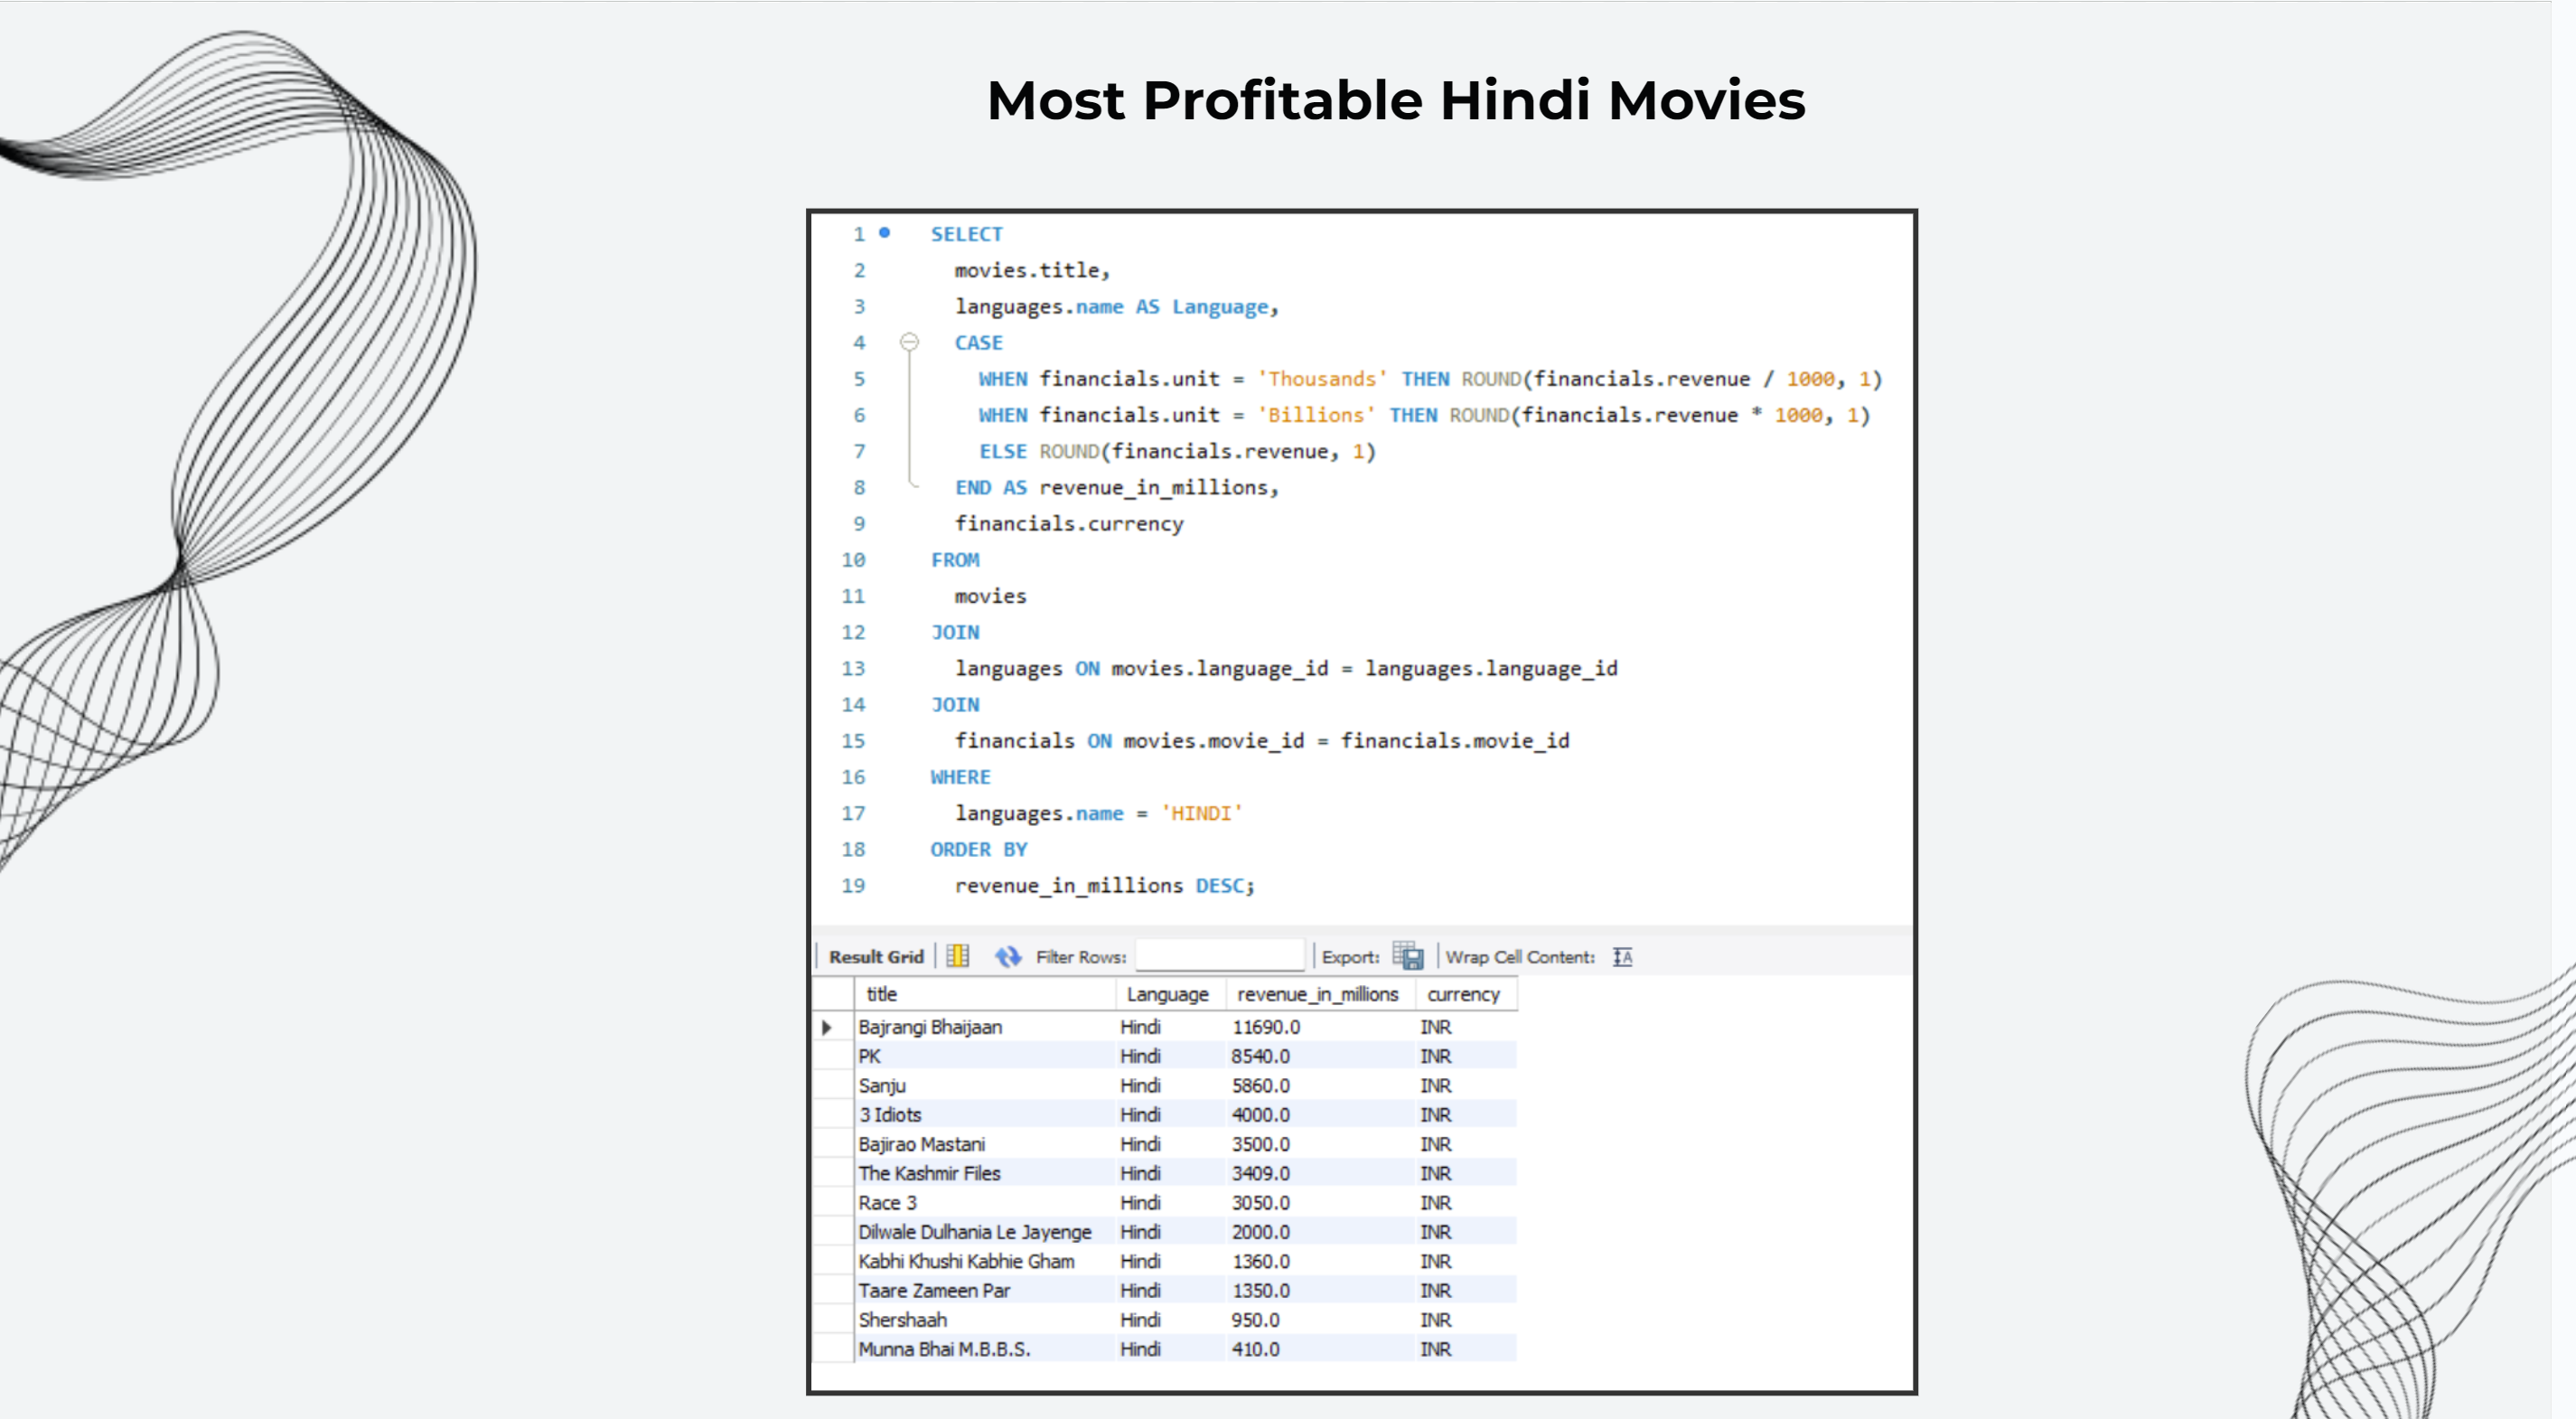 Most Profitable Hindi Movies
1 SELECT
2 movies.title,
3 languages.name AS Language,
4 CASE
5 WHEN financials.unit = 'Thousands' THEN ROUND(financials.revenue / 1000, 1)
6 WHEN financials.unit = 'Billions' THEN ROUND(financials.revenue * 1000, 1)
7 ELSE ROUND(financials.revenue, 1)
8 END AS revenue_in_millions,
9 financials.currency
10 FROM
11 movies
12 JOIN
13 languages ON movies.language_id = languages.language_id
14 JOIN
15 financials ON movies.movie_id = financials.movie_id
16 WHERE
17 languages.name = 'HINDI'
18 ORDER BY
19 revenue_in_millions DESC;
Result Grid Filter Rows: Export: Wrap Cell Content: IA
title Language revenue_in_millions currency
Bajrangi Bhaijaan Hindi 11690.0 INR
PK Hindi 8540.0 INR
Sanju Hindi 5860.0 INR
3 Idiots Hindi 4000.0 INR
Bajirao Mastani Hindi 3500.0 INR
The Kashmir Files Hindi 3409.0 INR
Race 3 Hindi 3050.0 INR
Dilwale Dulhania Le Jayenge Hindi 2000.0 INR
Kabhi Khushi Kabhie Gham Hindi 1360.0 INR
Taare Zameen Par Hindi 1350.0 INR
Shershaah Hindi 950.0 INR
Munna Bhai M.B.B.S. Hindi 410.0 INR